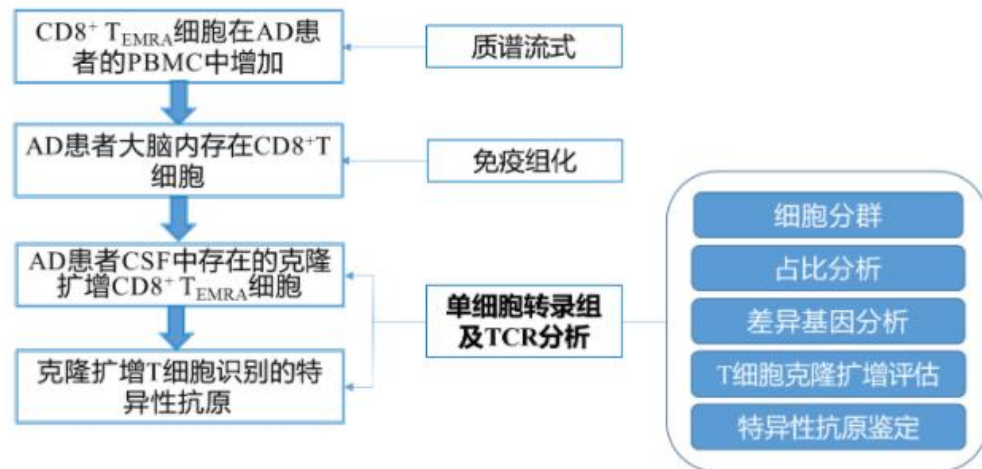 CD8⁺ T_EMRA细胞在AD患
者的PBMC中增加
质谱流式
AD患者大脑内存在CD8⁺T
细胞
免疫组化
AD患者CSF中存在的克隆
扩增CD8⁺ T_EMRA细胞
克隆扩增T细胞识别的特
异性抗原
单细胞转录组
及TCR分析
细胞分群
占比分析
差异基因分析
T细胞克隆扩增评估
特异性抗原鉴定